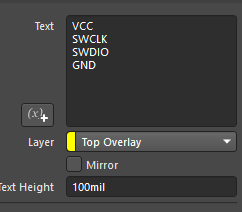 Text
VCC
SWCLK
SWDIO
GND
(x)
Layer
Top Overlay
Mirror
Text Height
100mil